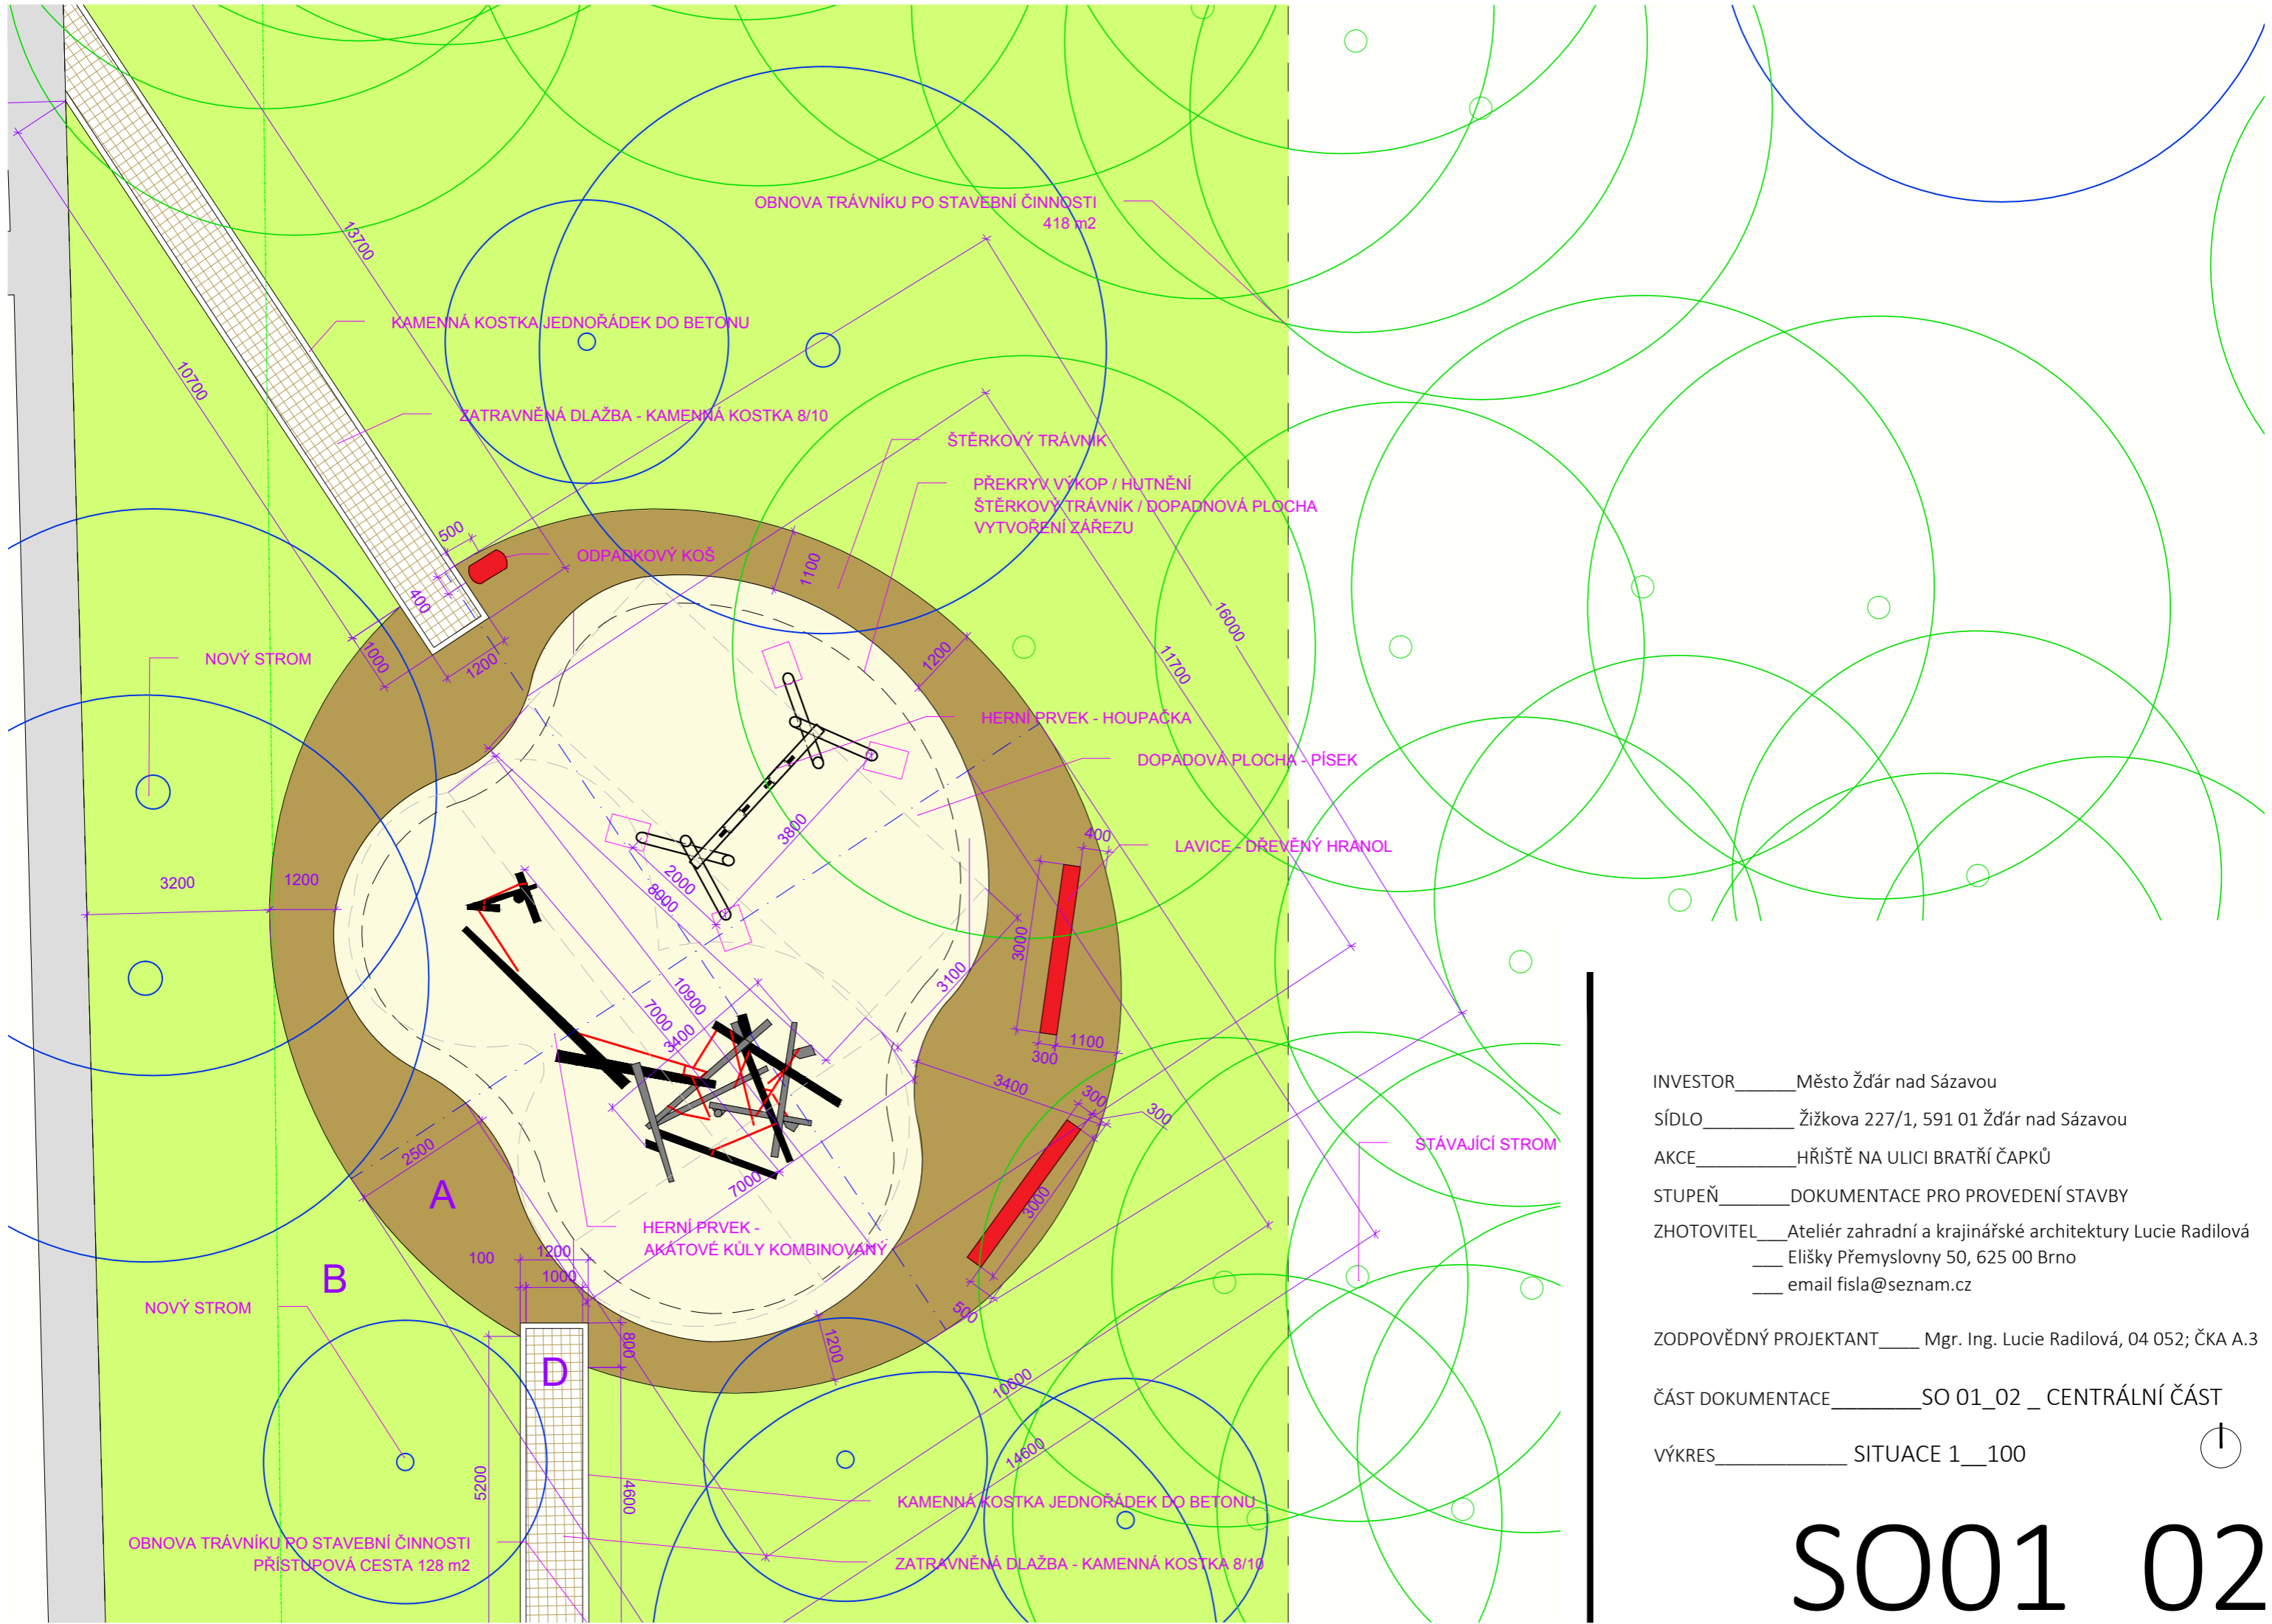 OBNOVA TRÁVNÍKU PO STAVEBNÍ ČINNOSTI
418 m2
13700
KAMENNÁ KOSTKA JEDNOŘÁDEK DO BETONU
10700
ZATRAVNĚNÁ DLAŽBA - KAMENNÁ KOSTKA 8/10
ŠTĚRKOVÝ TRÁVNÍK
PŘEKRYV VÝKOP / HUTNĚNÍ
ŠTĚRKOVÝ TRÁVNÍK / DOPADNOVÁ PLOCHA
VYTVOŘENÍ ZÁŘEZU
500
ODPADKOVÝ KOŠ
1100
400
16000
NOVÝ STROM
1000
1200
1200
11700
HERNÍ PRVEK - HOUPAČKA
DOPADOVÁ PLOCHA - PÍSEK
3800
400
LAVICE - DŘEVĚNÝ HRANOL
3200
1200
2000
8000
3000
3100
10900
7000
3400
300
1100
3400
300
300
STÁVAJÍCÍ STROM
2500
A
7000
3000
HERNÍ PRVEK -
AKÁTOVÉ KŮLY KOMBINOVANÝ
100
1200
1000
B
NOVÝ STROM
500
800
1200
D
10600
14600
5200
4600
KAMENNÁ KOSTKA JEDNOŘÁDEK DO BETONU
OBNOVA TRÁVNÍKU PO STAVEBNÍ ČINNOSTI
PŘÍSTUPOVÁ CESTA 128 m2
ZATRAVNĚNÁ DLAŽBA - KAMENNÁ KOSTKA 8/10
INVESTOR______Město Žďár nad Sázavou
SÍDLO_________ Žižkova 227/1, 591 01 Žďár nad Sázavou
AKCE__________HŘIŠTĚ NA ULICI BRATŘÍ ČAPKŮ
STUPEŇ_______DOKUMENTACE PRO PROVEDENÍ STAVBY
ZHOTOVITEL___Ateliér zahradní a krajinářské architektury Lucie Radilová
___ Elišky Přemyslovny 50, 625 00 Brno
___ email fisla@seznam.cz
ZODPOVĚDNÝ PROJEKTANT____ Mgr. Ing. Lucie Radilová, 04 052; ČKA A.3
ČÁST DOKUMENTACE_______SO 01_02 _ CENTRÁLNÍ ČÁST
VÝKRES_____________ SITUACE 1__100
SO01 02